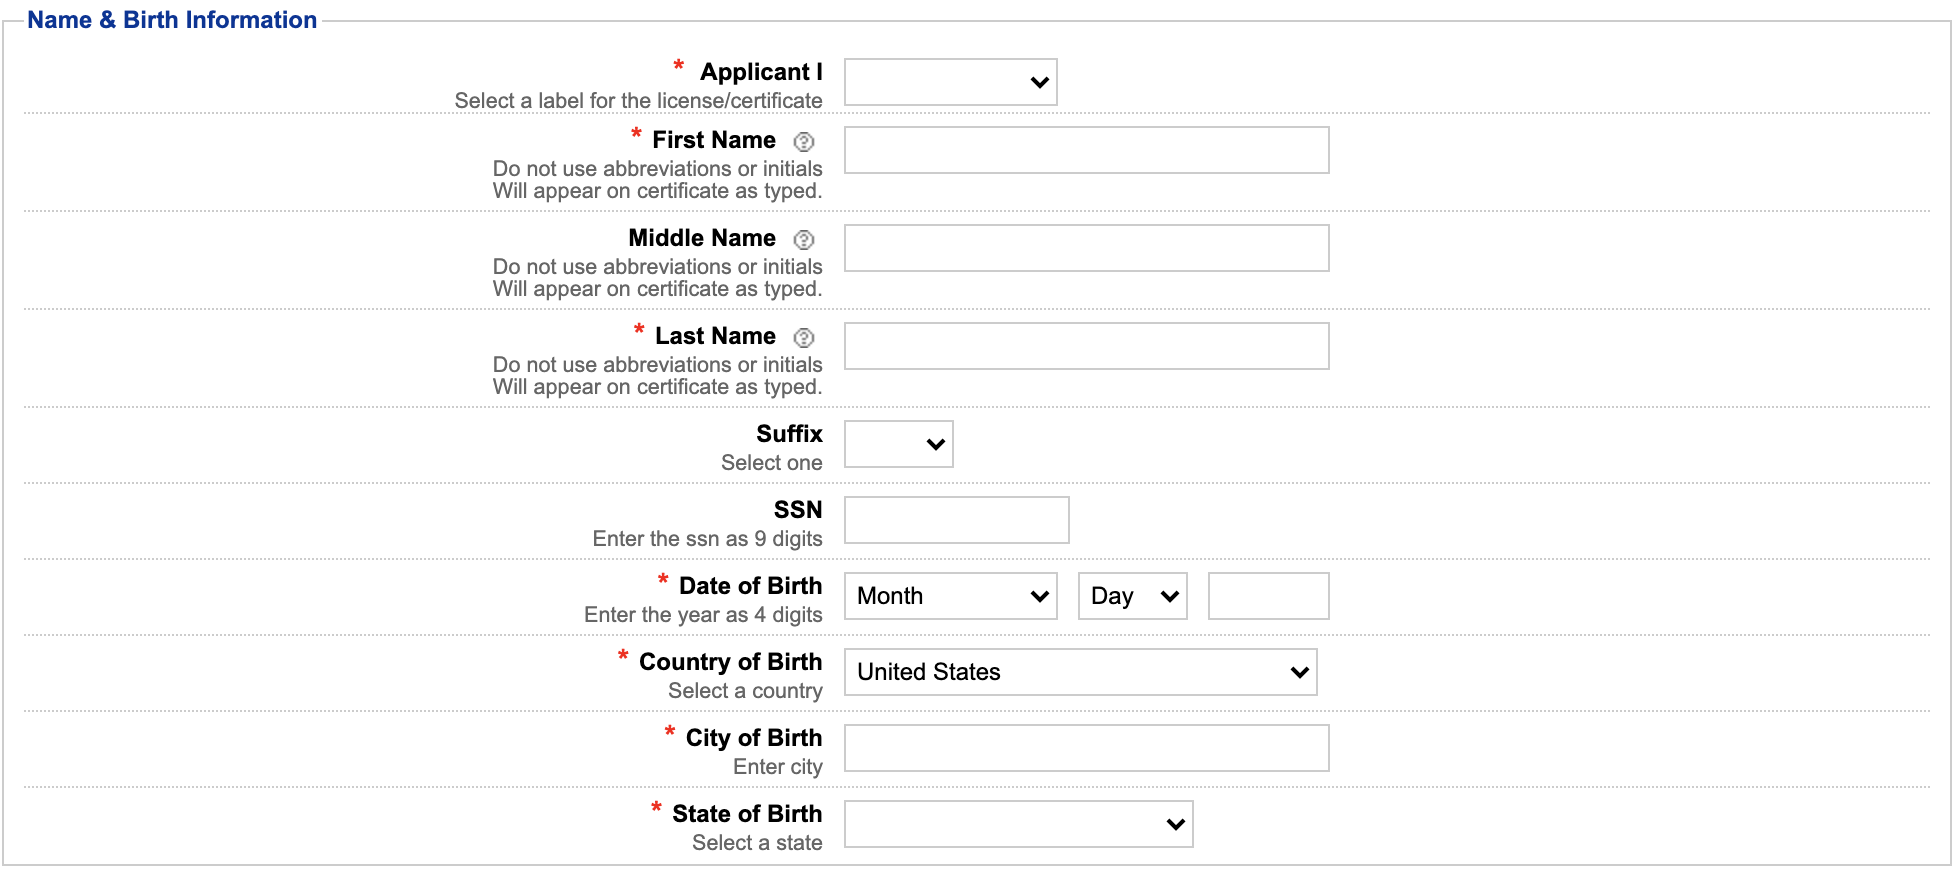 Name & Birth Information
* Applicant I
Select a label for the license/certificate
* First Name ?
Do not use abbreviations or initials
Will appear on certificate as typed.
Middle Name ?
Do not use abbreviations or initials
Will appear on certificate as typed.
* Last Name ?
Do not use abbreviations or initials
Will appear on certificate as typed.
Suffix
Select one
SSN
Enter the ssn as 9 digits
* Date of Birth Month Day
Enter the year as 4 digits
* Country of Birth United States
Select a country
* City of Birth
Enter city
* State of Birth
Select a state